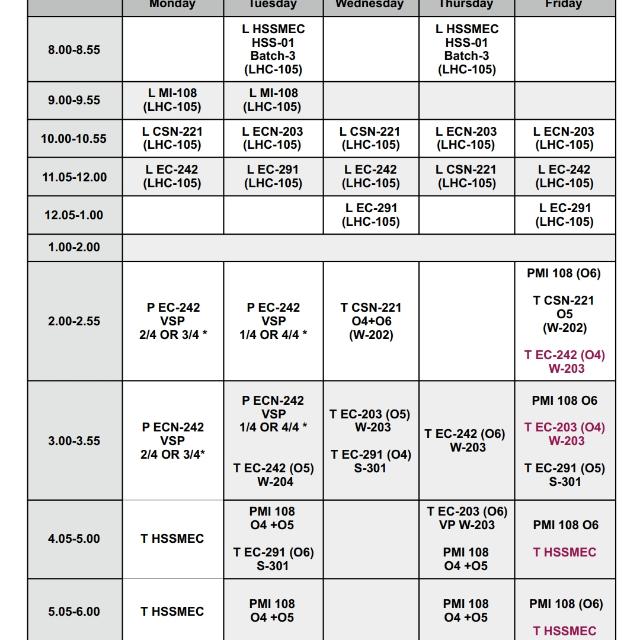 Monday Tuesday Wednesday Thursday Friday
8.00-8.55
L HSSMEC
HSS-01
Batch-3
(LHC-105)
L HSSMEC
HSS-01
Batch-3
(LHC-105)
9.00-9.55
L MI-108
(LHC-105)
L MI-108
(LHC-105)
10.00-10.55
L CSN-221
(LHC-105)
L ECN-203
(LHC-105)
L CSN-221
(LHC-105)
L ECN-203
(LHC-105)
L ECN-203
(LHC-105)
11.05-12.00
L EC-242
(LHC-105)
L EC-291
(LHC-105)
L EC-242
(LHC-105)
L CSN-221
(LHC-105)
L EC-242
(LHC-105)
12.05-1.00
L EC-291
(LHC-105)
L EC-291
(LHC-105)
1.00-2.00
2.00-2.55
P EC-242
VSP
2/4 OR 3/4 *
P EC-242
VSP
1/4 OR 4/4 *
T CSN-221
O4+O6
(W-202)
PMI 108 (O6)
T CSN-221
O5
(W-202)
T EC-242 (O4)
W-203
3.00-3.55
P ECN-242
VSP
2/4 OR 3/4*
P ECN-242
VSP
1/4 OR 4/4 *
T EC-242 (O5)
W-204
T EC-203 (O5)
W-203
T EC-291 (O4)
S-301
T EC-242 (O6)
W-203
PMI 108 O6
T EC-203 (O4)
W-203
T EC-291 (O5)
S-301
4.05-5.00
T HSSMEC
PMI 108
O4 +O5
T EC-291 (O6)
S-301
T EC-203 (O6)
VP W-203
PMI 108
O4 +O5
PMI 108 O6
T HSSMEC
5.05-6.00
T HSSMEC
PMI 108
O4 +O5
PMI 108
O4 +O5
PMI 108 (O6)
T HSSMEC